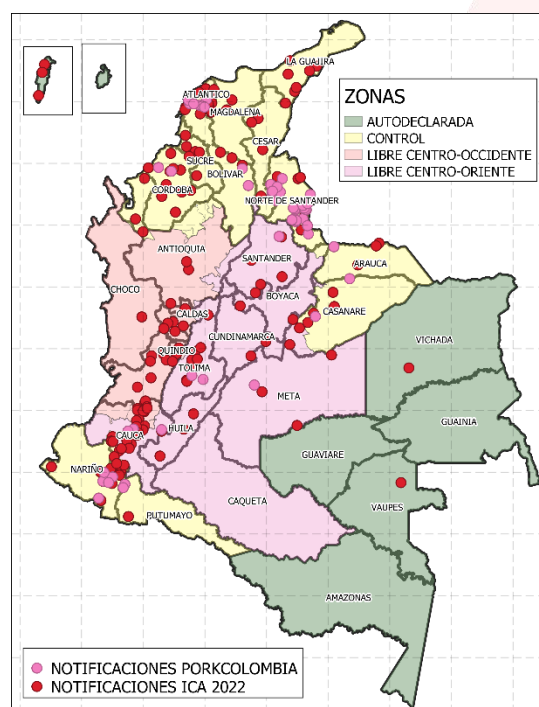 LA GUAJIRA
ATLANTICO
MAGDALENA
CESAR
SUCRE
BOLIVAR
CORDOBA
NORTE DE SANTANDER
ANTIOQUIA
SANTANDER
ARAUCA
CHOCO
BOYACA
CALDAS
CASANARE
CUNDINAMARCA
VICHADA
QUINDIO
TOLIMA
META
GUAINIA
CAUCA
HUILA
GUAVIARE
NARIÑO
CAQUETA
VAUPES
PUTUMAYO
AMAZONAS
ZONAS
AUTODECLARADA
CONTROL
LIBRE CENTRO-OCCIDENTE
LIBRE CENTRO-ORIENTE
NOTIFICACIONES PORKCOLOMBIA
NOTIFICACIONES ICA 2022